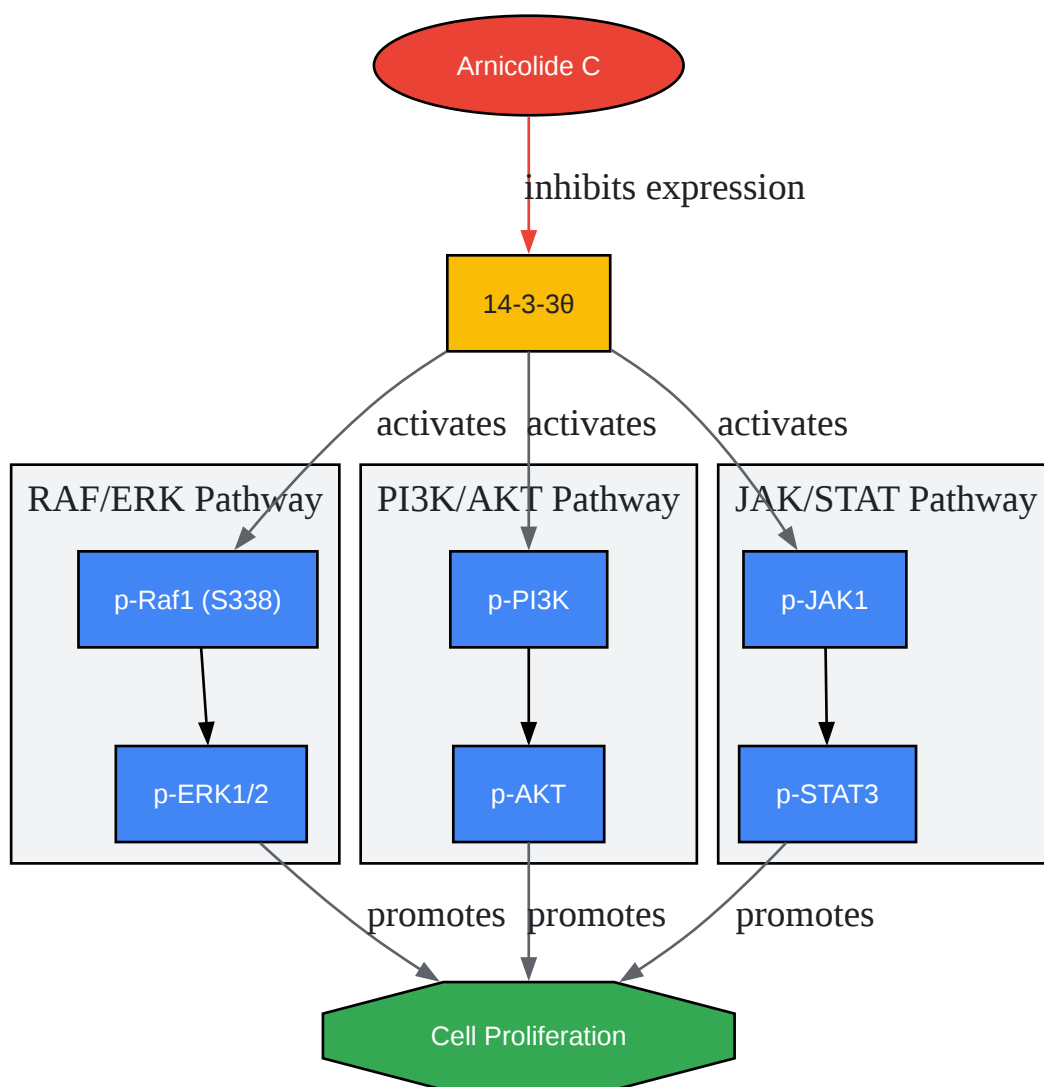 Arnicolide C
inhibits expression
14-3-3θ
activates activates activates
RAF/ERK Pathway PI3K/AKT Pathway JAK/STAT Pathway
p-Raf1 (S338) p-PI3K p-JAK1
p-ERK1/2 p-AKT p-STAT3
promotes promotes promotes
Cell Proliferation